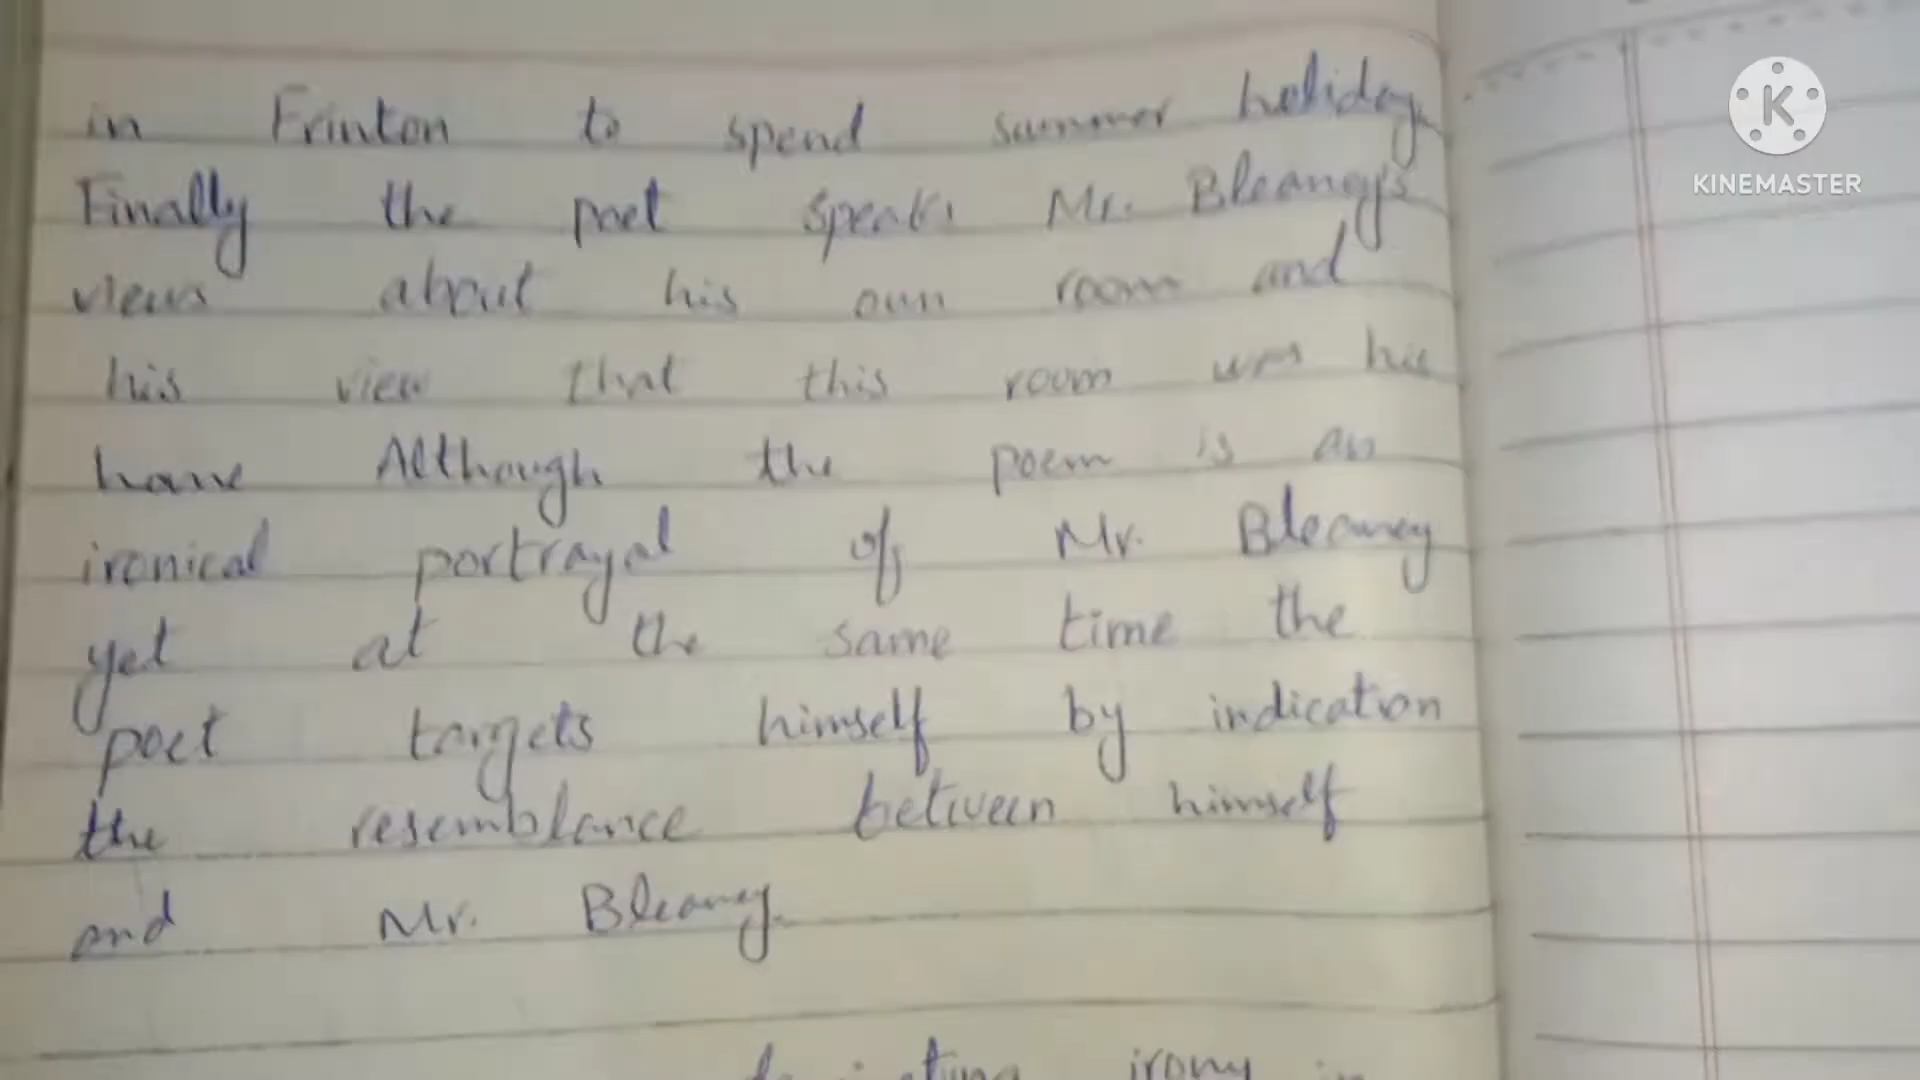 in Frinton to spend summer holiday.
Finally the poet speaks Mr. Bleaney's
views about his own room and
his view that this room was his
home Although the poem is an
ironical portrayal of Mr. Bleaney
yet at the same time the
poet targets himself by indication
the resemblance between himself
and Mr. Bleaney.
irony in
KINEMASTER